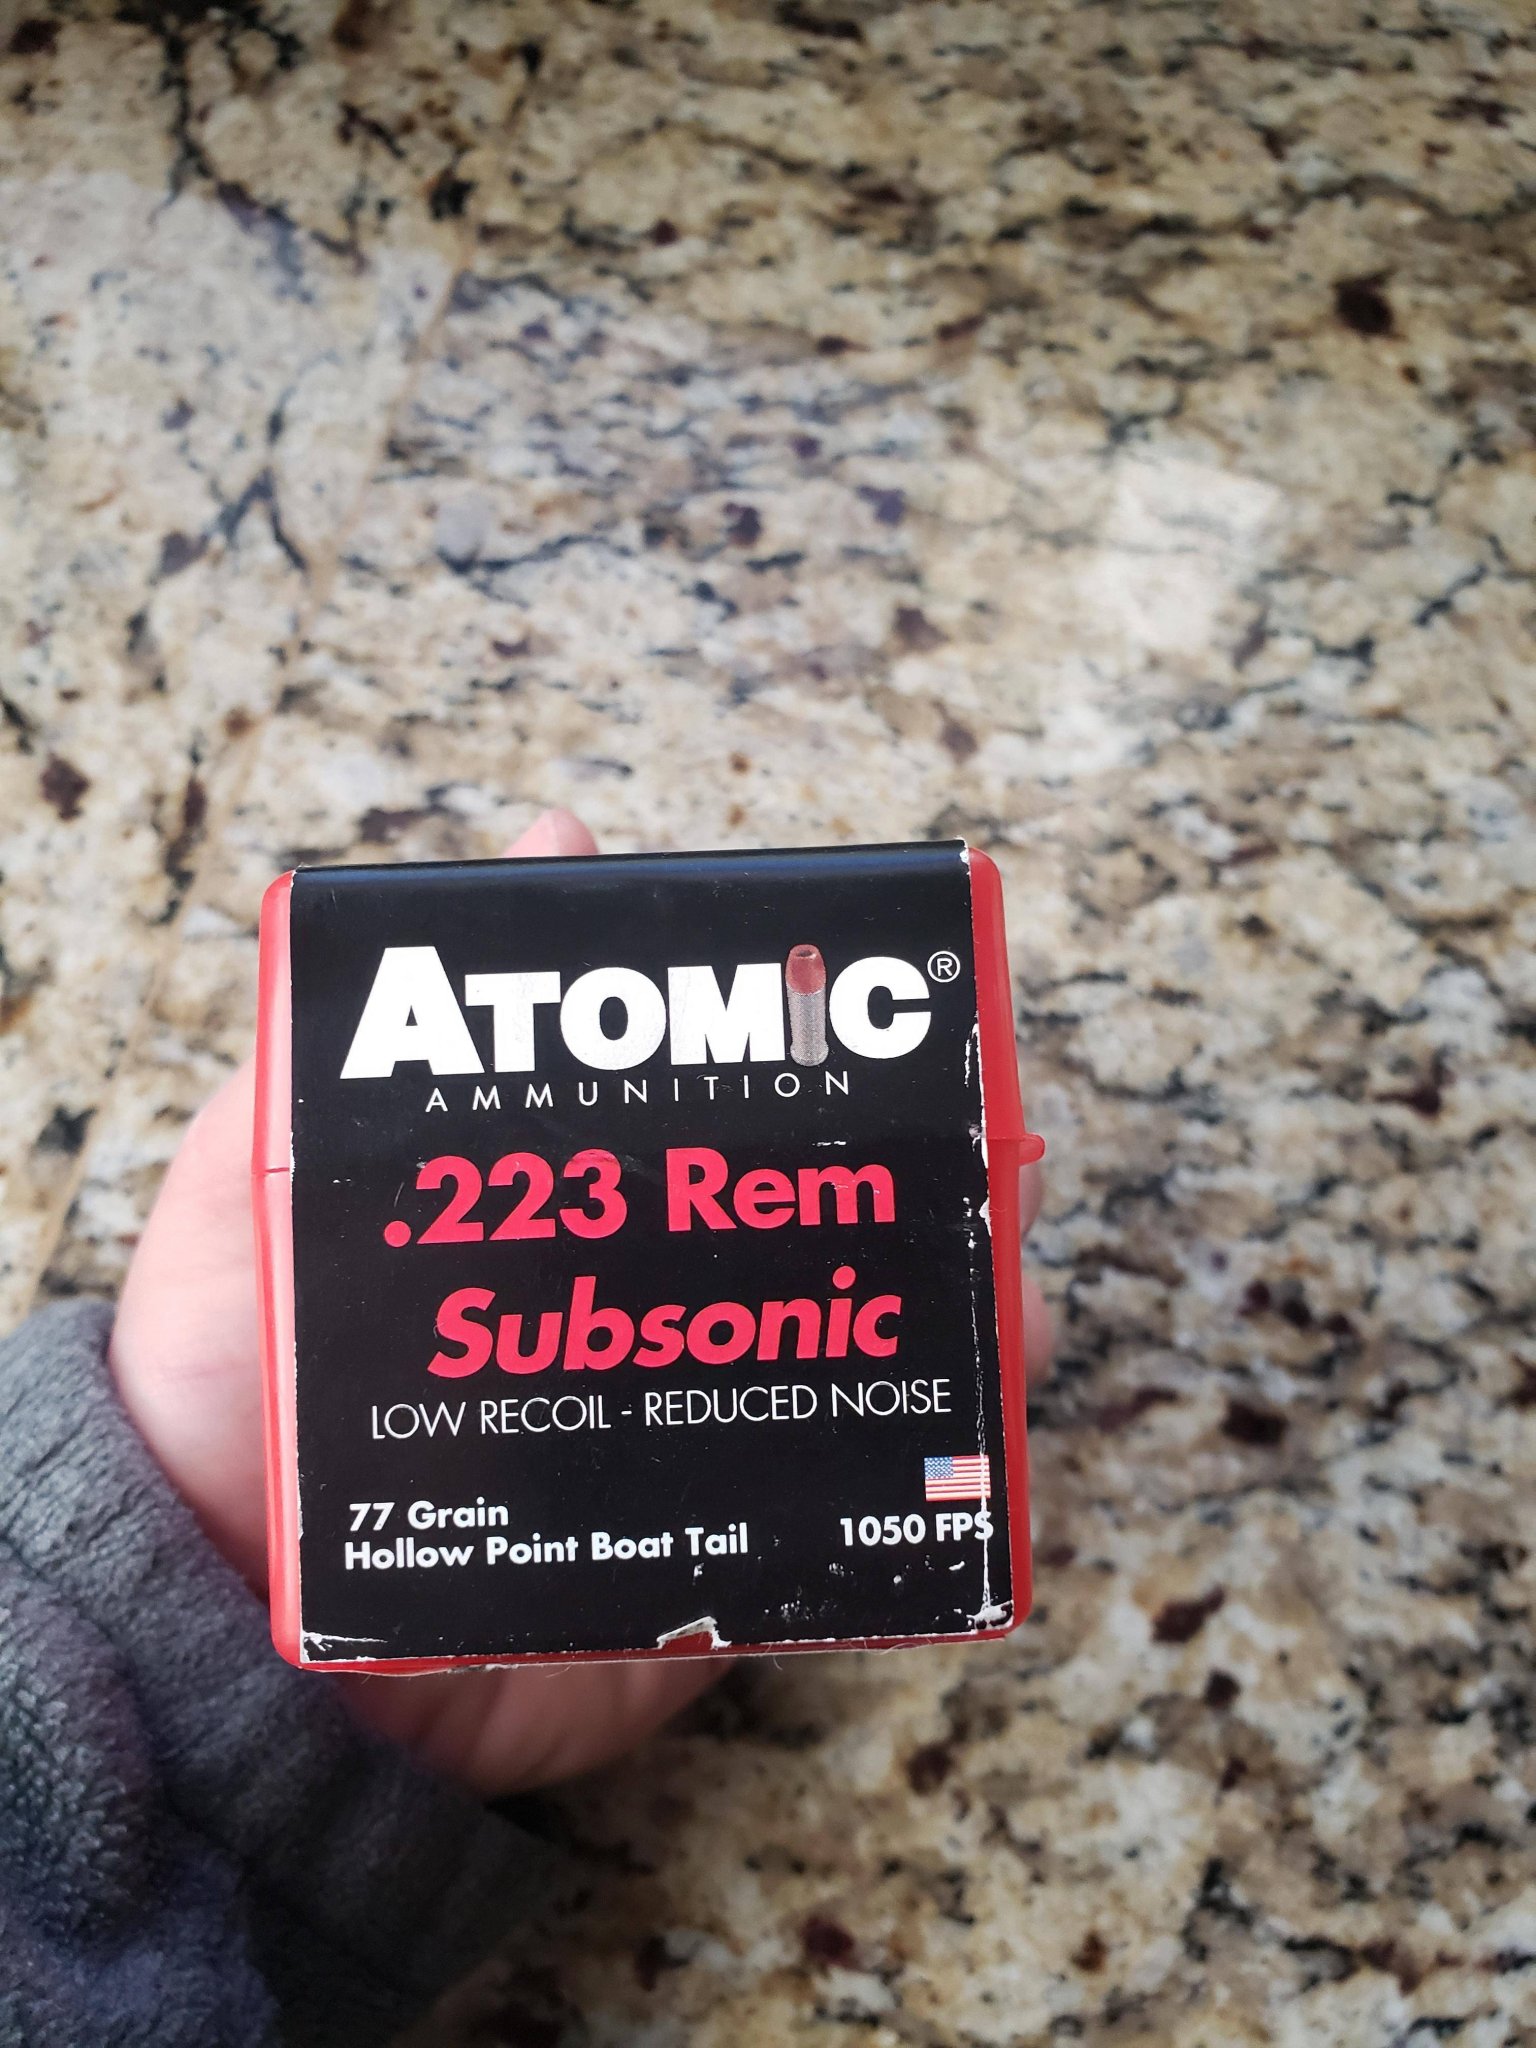 ATOMIC®
AMMUNITION
.223 Rem
Subsonic
LOW RECOIL - REDUCED NOISE
77 Grain
Hollow Point Boat Tail
1050 FPS